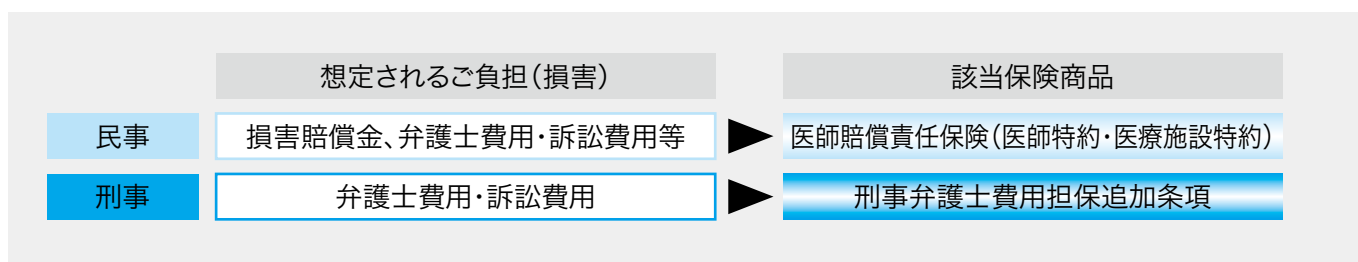 想定されるご負担（損害） 該当保険商品
民事 損害賠償金、弁護士費用・訴訟費用等 ▶ 医師賠償責任保険（医師特約・医療施設特約）
刑事 弁護士費用・訴訟費用 ▶ 刑事弁護士費用担保追加条項